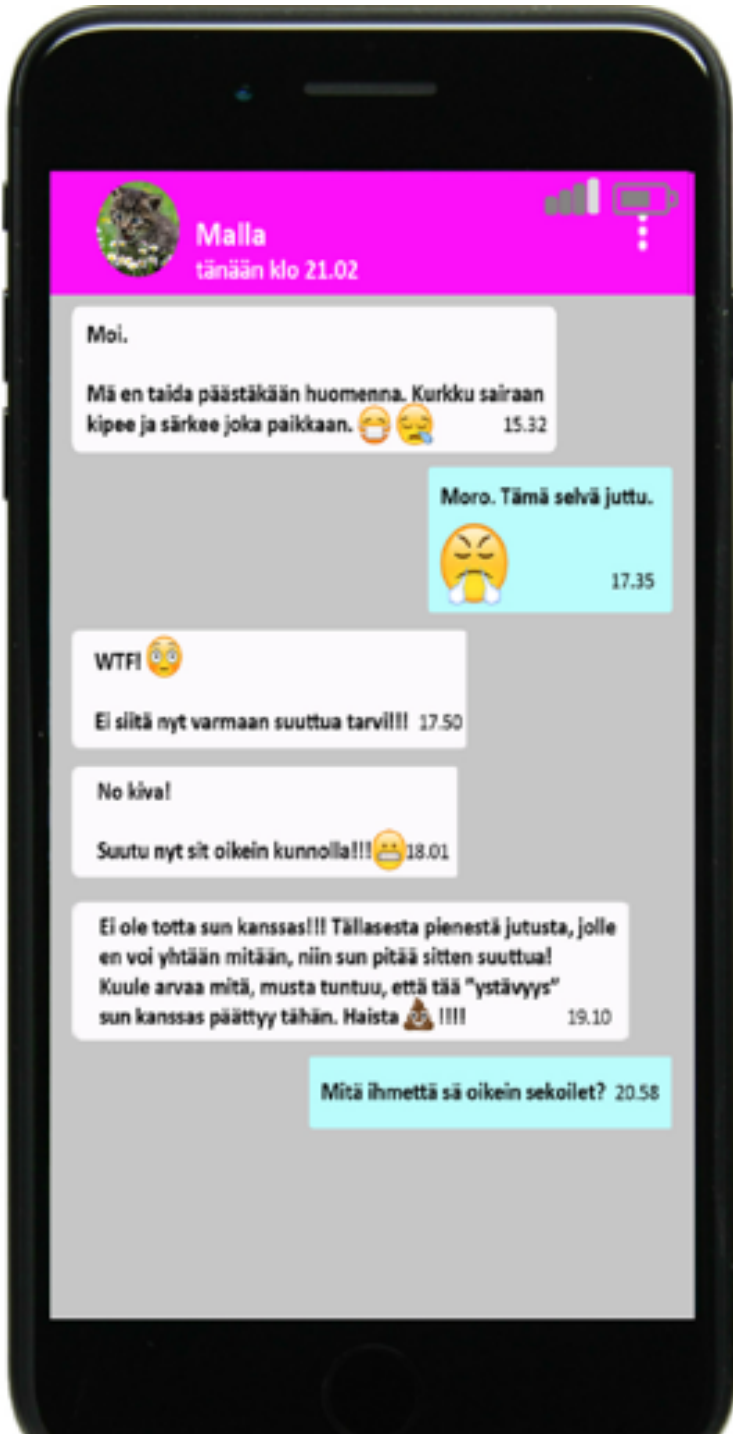 Malla
tänään klo 21.02
Moi.
Mä en taida päästäkään huomenna. Kurkku sairaan
kipee ja särkee joka paikkaan. 😷 😪 15.32
Moro. Tämä selvä juttu.
😤 17.35
WTF! 😳
Ei siitä nyt varmaan suuttua tarvi!!! 17.50
No kiva!
Suutu nyt sit oikein kunnolla!!! 😬 18.01
Ei ole totta sun kanssas!!! Tällasesta pienestä jutusta, jolle
en voi yhtään mitään, niin sun pitää sitten suuttua!
Kuule arvaa mitä, musta tuntuu, että tää "ystävyys"
sun kanssas päättyy tähän. Haista 💩 !!!! 19.10
Mitä ihmettä sä oikein sekoilet? 20.58